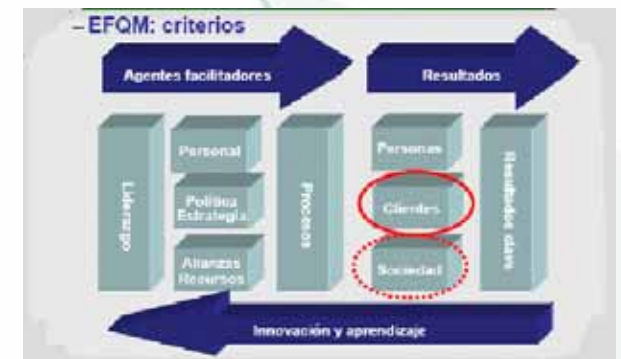 – EFQM: criterios
Agentes facilitadores
Resultados
Liderazgo
Personal
Política
Estrategia
Alianzas
Recursos
Procesos
Personas
Clientes
Sociedad
Resultados clave
Innovación y aprendizaje